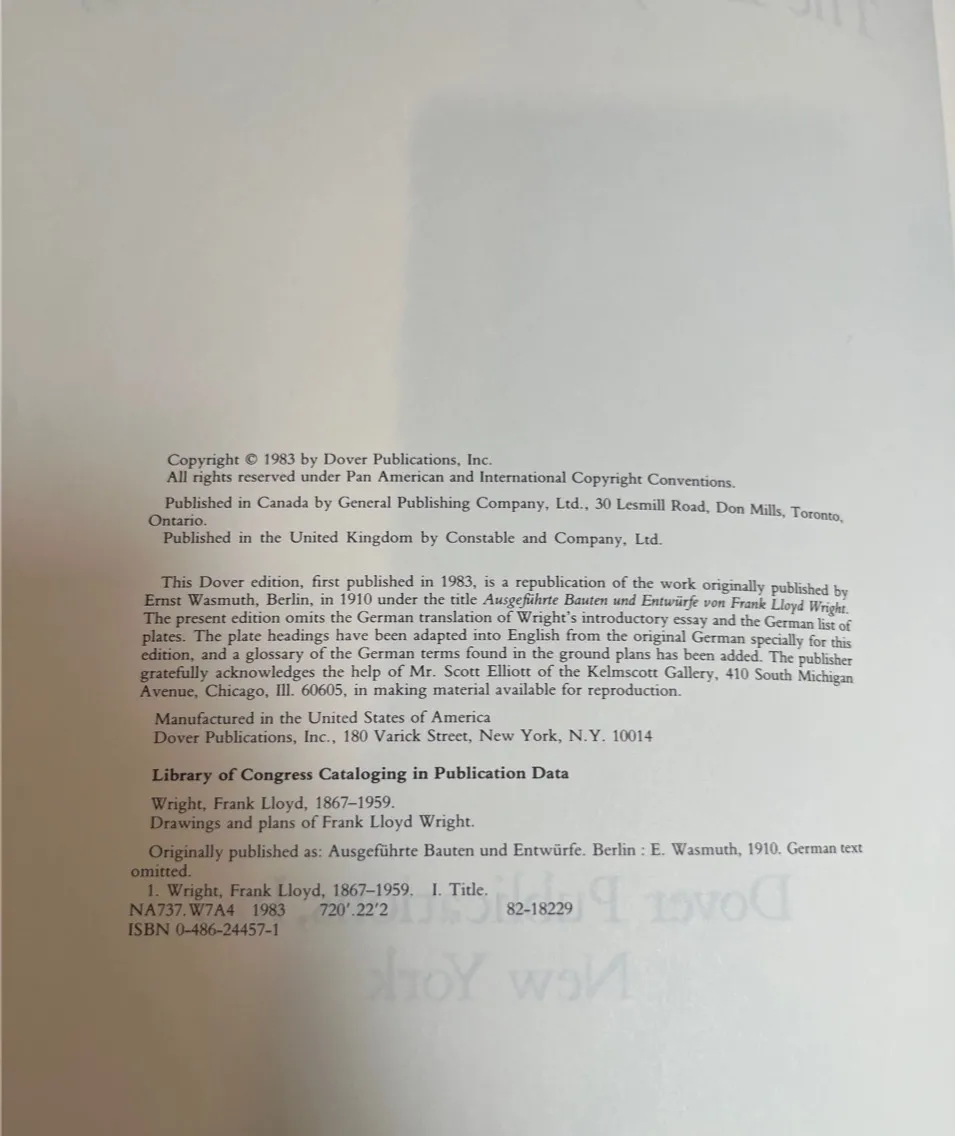 The
Copyright © 1983 by Dover Publications, Inc.
All rights reserved under Pan American and International Copyright Conventions.
Published in Canada by General Publishing Company, Ltd., 30 Lesmill Road, Don Mills, Toronto,
Ontario.
Published in the United Kingdom by Constable and Company, Ltd.
This Dover edition, first published in 1983, is a republication of the work originally published by
Ernst Wasmuth, Berlin, in 1910 under the title Ausgeführte Bauten und Entwürfe von Frank Lloyd Wright.
The present edition omits the German translation of Wright's introductory essay and the German list of
plates. The plate headings have been adapted into English from the original German specially for this
edition, and a glossary of the German terms found in the ground plans has been added. The publisher
gratefully acknowledges the help of Mr. Scott Elliott of the Kelmscott Gallery, 410 South Michigan
Avenue, Chicago, Ill. 60605, in making material available for reproduction.
Manufactured in the United States of America
Dover Publications, Inc., 180 Varick Street, New York, N.Y. 10014
Library of Congress Cataloging in Publication Data
Wright, Frank Lloyd, 1867–1959.
Drawings and plans of Frank Lloyd Wright.
Originally published as: Ausgeführte Bauten und Entwürfe. Berlin : E. Wasmuth, 1910. German text
omitted.
1. Wright, Frank Lloyd, 1867–1959. I. Title.
NA737.W7A4 1983 720'.22'2 82-18229
ISBN 0-486-24457-1
Dover Publications,
New York